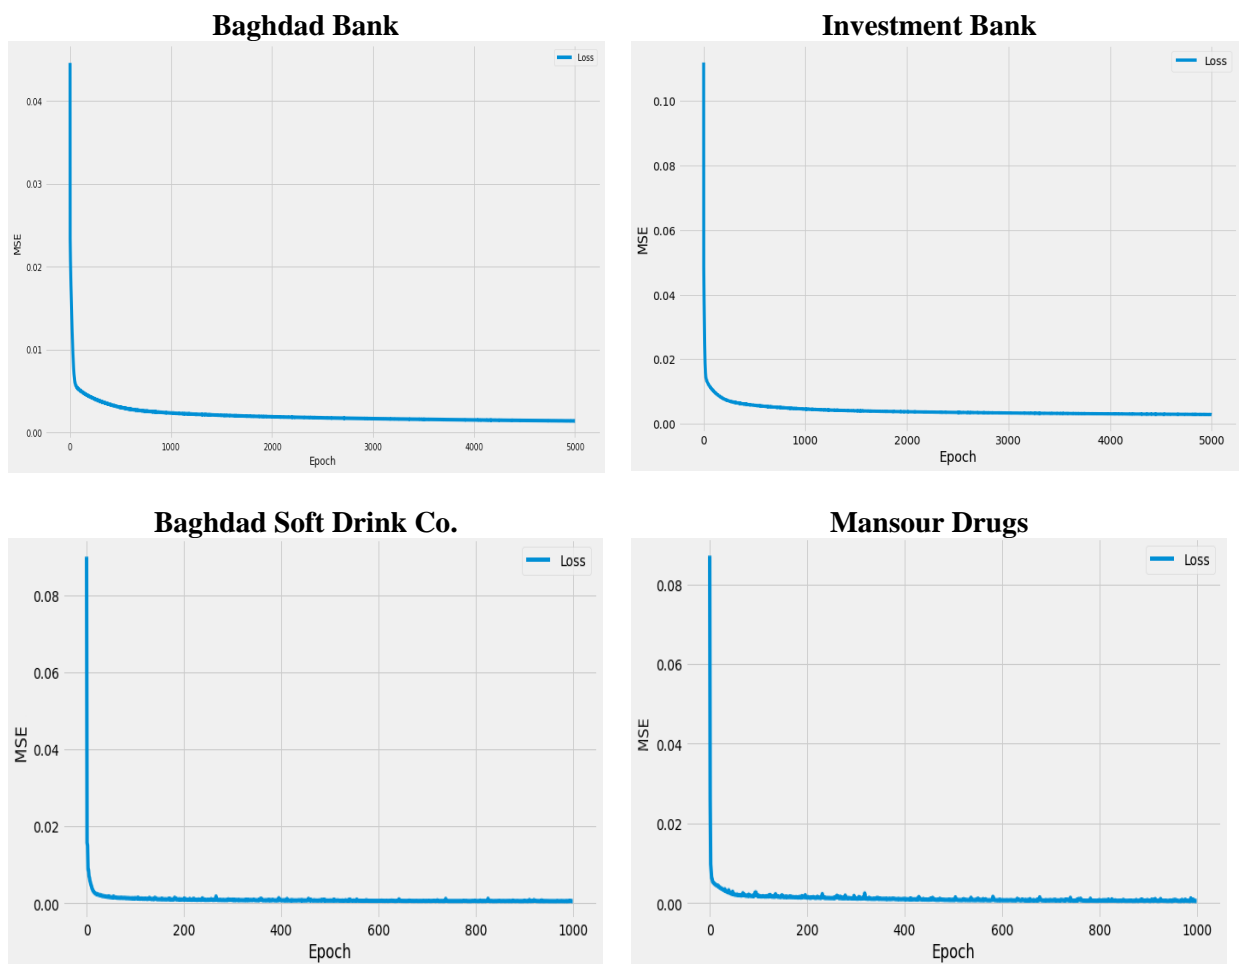 Baghdad Bank
Loss
0.04
0.03
0.02
0.01
0.00
MSE
0 1000 2000 3000 4000 5000
Epoch
Investment Bank
Loss
0.10
0.08
0.06
0.04
0.02
0.00
MSE
0 1000 2000 3000 4000 5000
Epoch
Baghdad Soft Drink Co.
Loss
0.08
0.06
0.04
0.02
0.00
MSE
0 200 400 600 800 1000
Epoch
Mansour Drugs
Loss
0.08
0.06
0.04
0.02
0.00
MSE
0 200 400 600 800 1000
Epoch